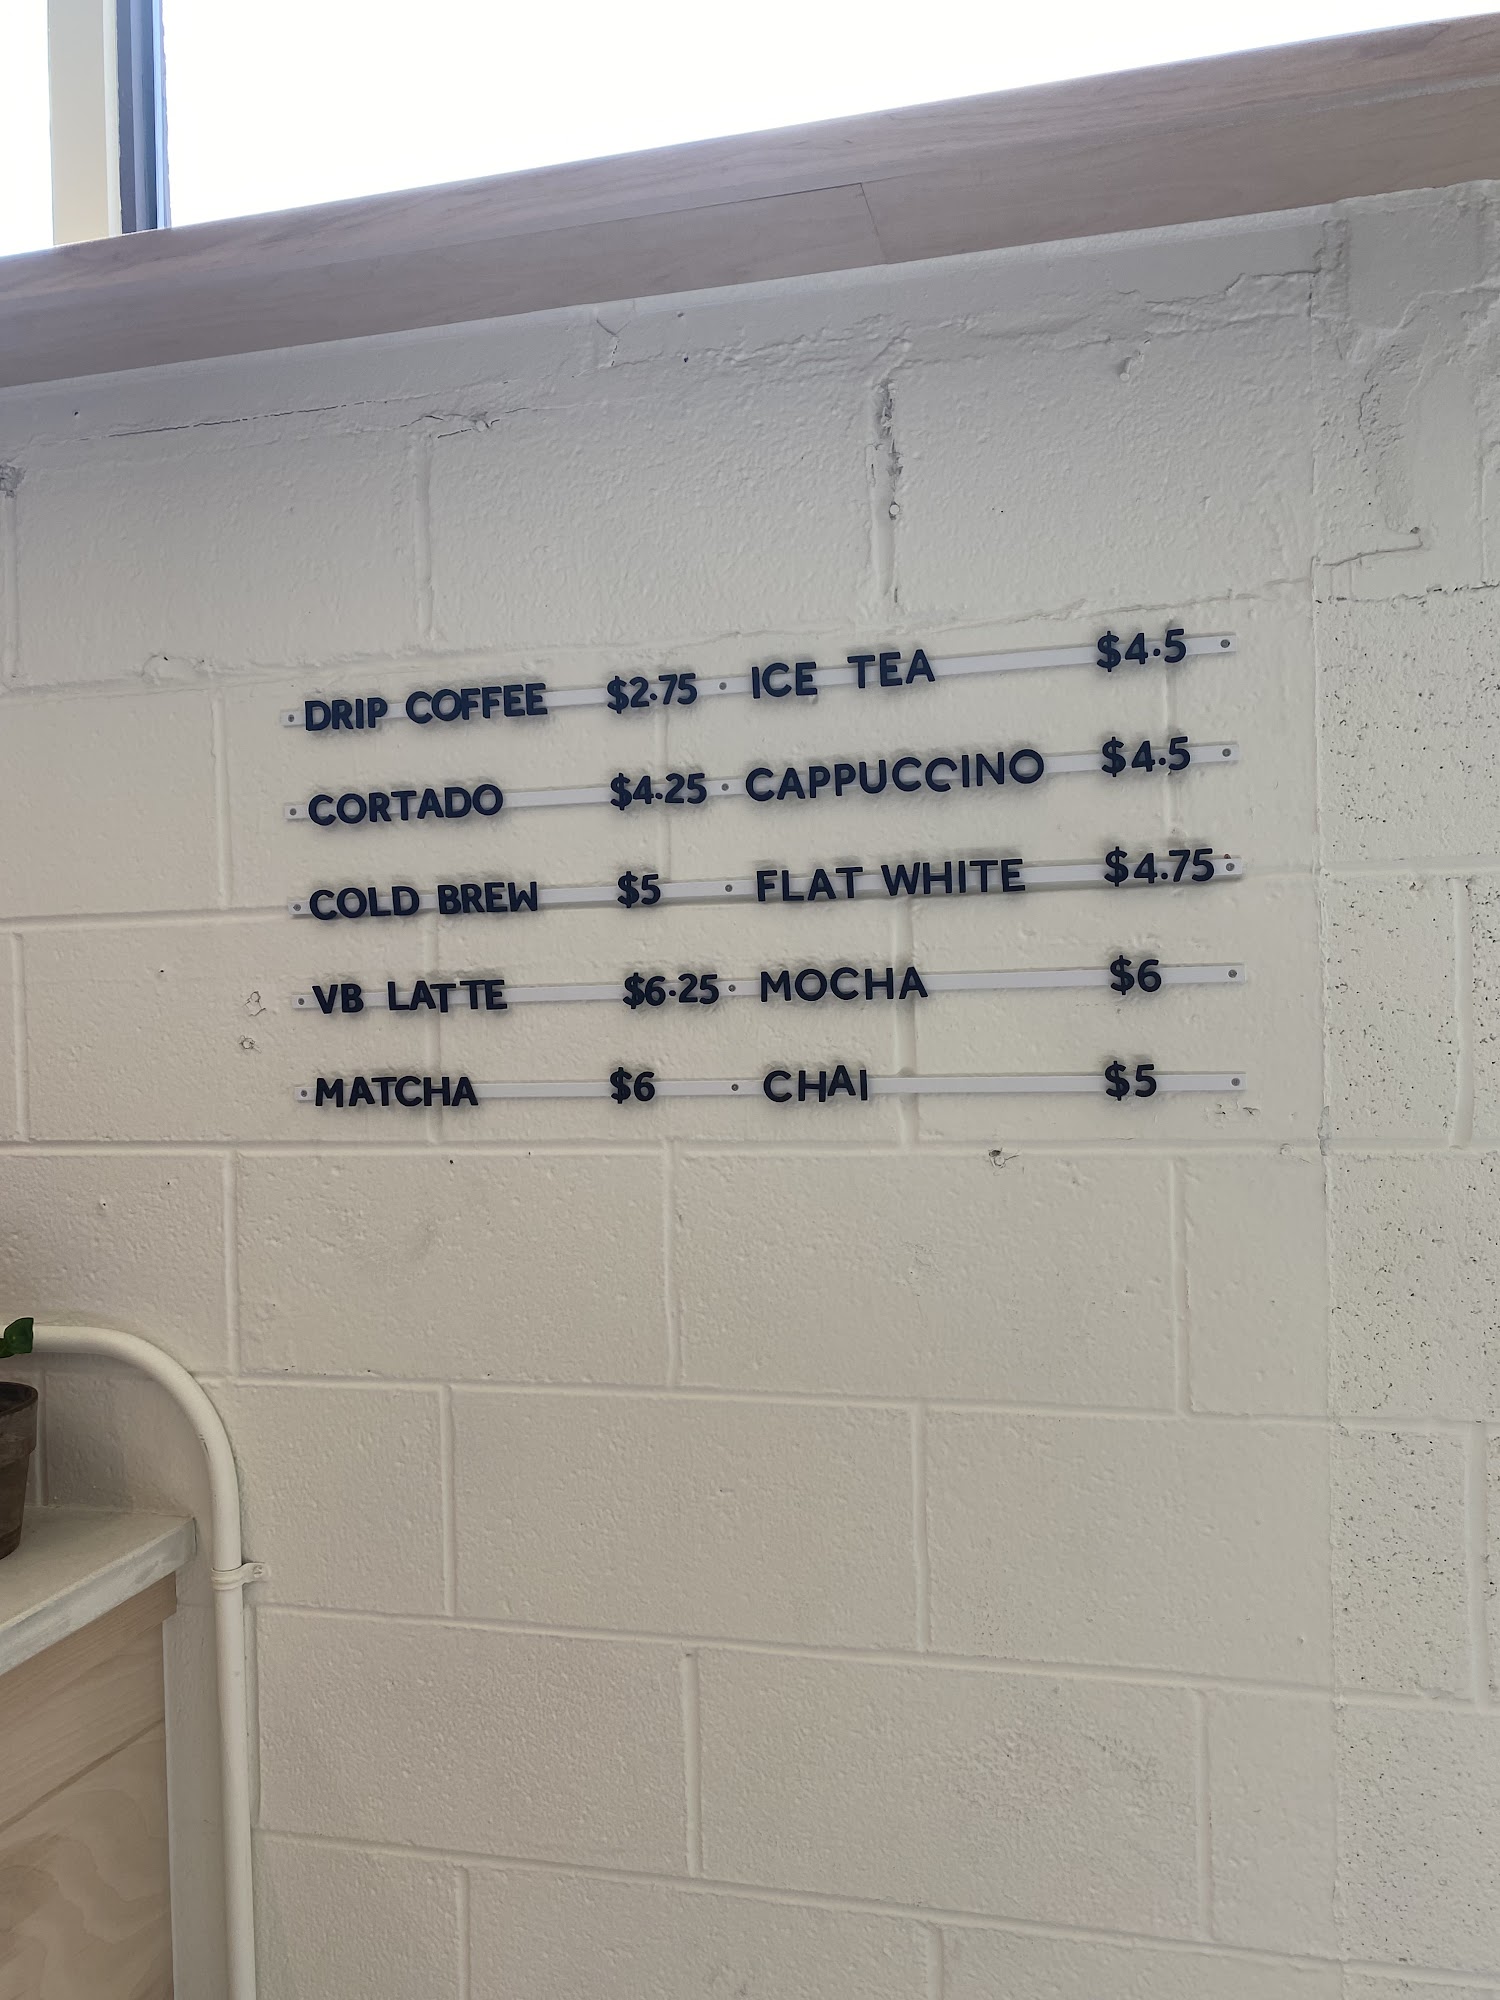 DRIP COFFEE $2.75 ICE TEA $4.5
CORTADO $4.25 CAPPUCCINO $4.5
COLD BREW $5 FLAT WHITE $4.75
VB LATTE $6.25 MOCHA $6
MATCHA $6 CHAI $5